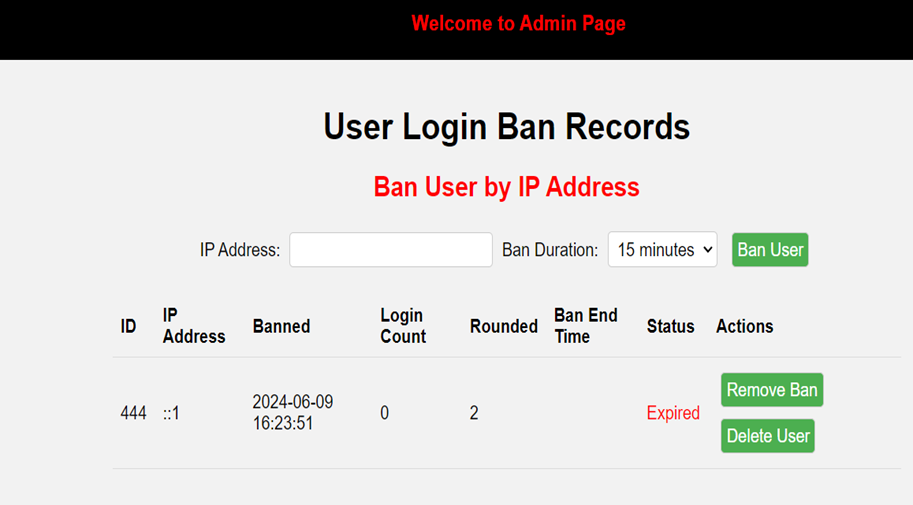 Welcome to Admin Page
User Login Ban Records
Ban User by IP Address
IP Address: Ban Duration: 15 minutes Ban User
ID IP Address Banned Login Count Rounded Ban End Time Status Actions
444 ::1 2024-06-09 16:23:51 0 2 Expired Remove Ban
Delete User